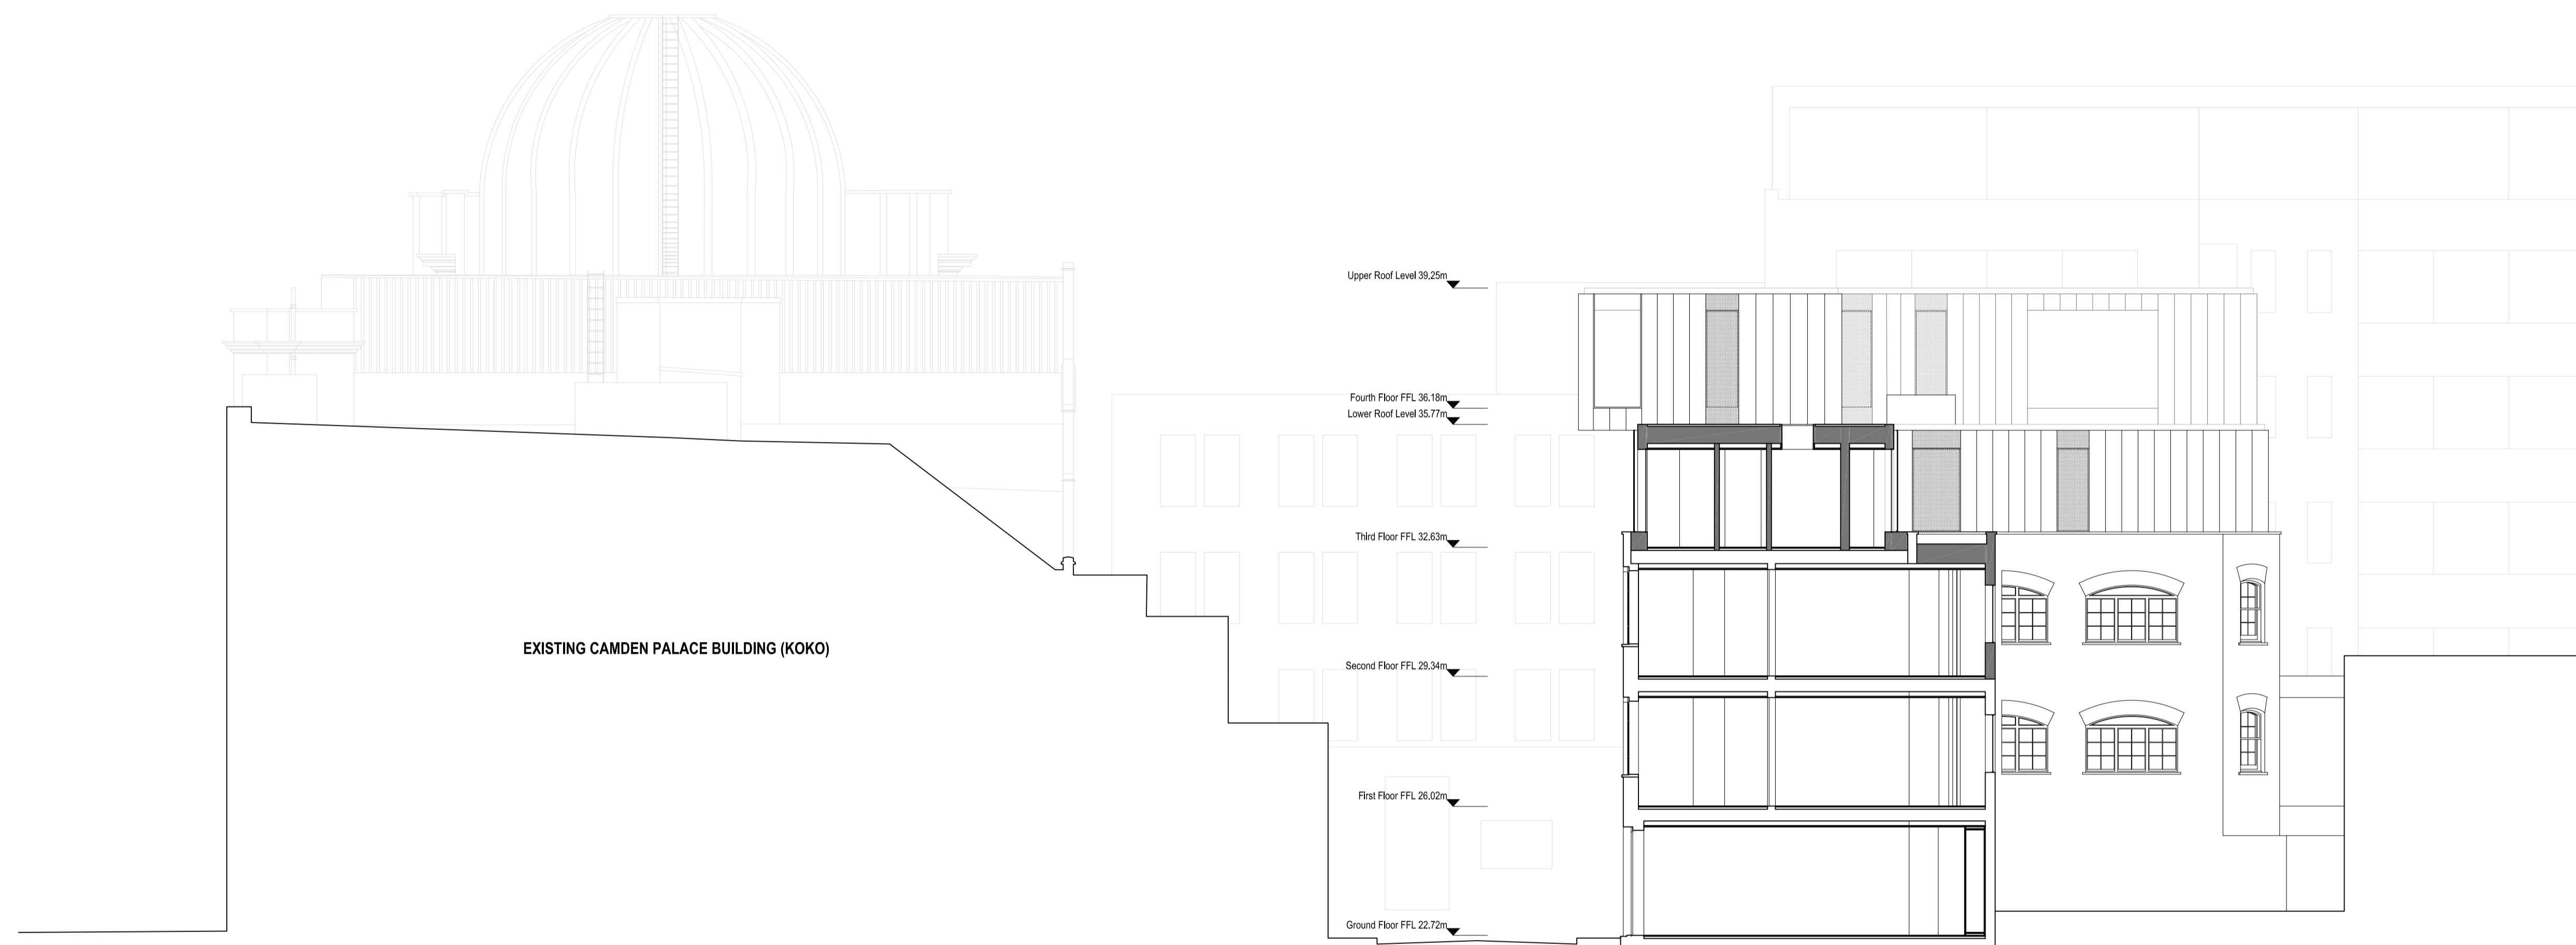 Upper Roof Level 39.25m
Fourth Floor FFL 36.18m
Lower Roof Level 35.77m
Third Floor FFL 32.63m
EXISTING CAMDEN PALACE BUILDING (KOKO)
Second Floor FFL 29.34m
First Floor FFL 26.02m
Ground Floor FFL 22.72m